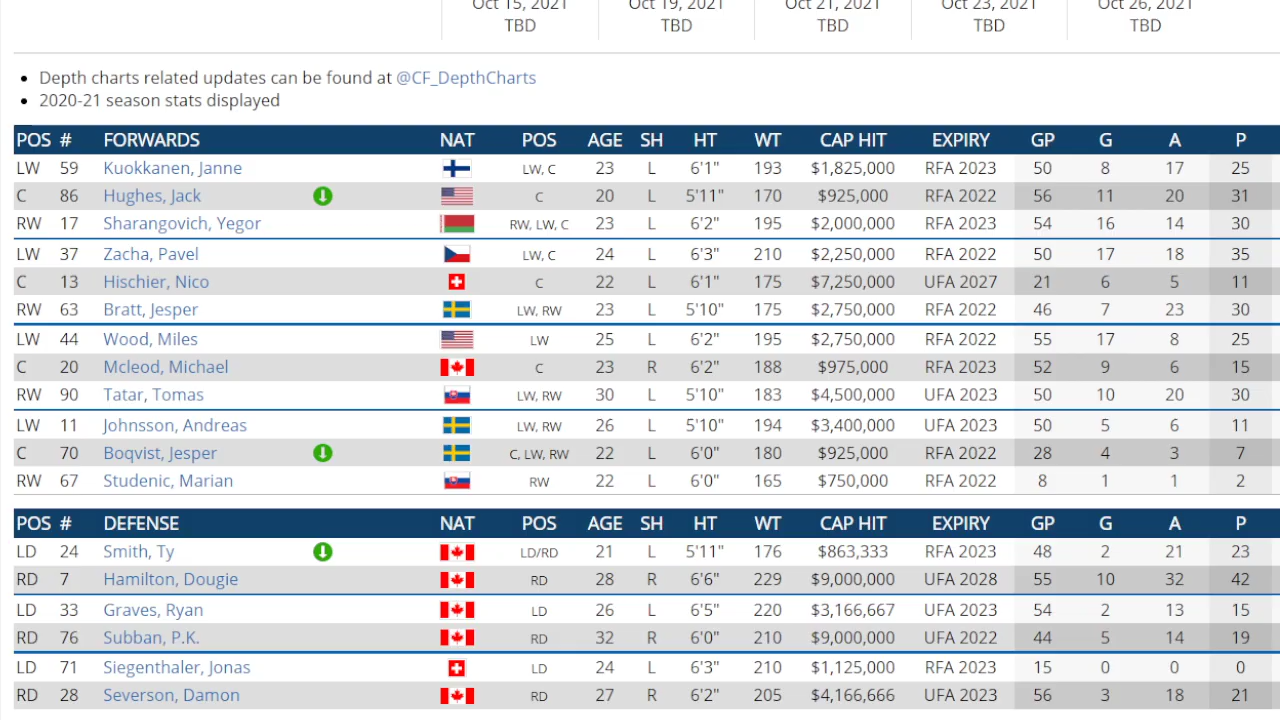 Oct 15, 2021 Oct 19, 2021 Oct 21, 2021 Oct 23, 2021 Oct 26, 2021
TBD TBD TBD TBD TBD
• Depth charts related updates can be found at @CF_DepthCharts
• 2020-21 season stats displayed
POS # FORWARDS NAT POS AGE SH HT WT CAP HIT EXPIRY GP G A P
LW 59 Kuokkanen, Janne LW, C 23 L 6'1" 193 $1,825,000 RFA 2023 50 8 17 25
C 86 Hughes, Jack C 20 L 5'11" 170 $925,000 RFA 2022 56 11 20 31
RW 17 Sharangovich, Yegor RW, LW, C 23 L 6'2" 195 $2,000,000 RFA 2023 54 16 14 30
LW 37 Zacha, Pavel LW, C 24 L 6'3" 210 $2,250,000 RFA 2022 50 17 18 35
C 13 Hischier, Nico C 22 L 6'1" 175 $7,250,000 UFA 2027 21 6 5 11
RW 63 Bratt, Jesper LW, RW 23 L 5'10" 175 $2,750,000 RFA 2022 46 7 23 30
LW 44 Wood, Miles LW 25 L 6'2" 195 $2,750,000 RFA 2022 55 17 8 25
C 20 Mcleod, Michael C 23 R 6'2" 188 $975,000 RFA 2023 52 9 6 15
RW 90 Tatar, Tomas LW, RW 30 L 5'10" 183 $4,500,000 UFA 2023 50 10 20 30
LW 11 Johnsson, Andreas LW, RW 26 L 5'10" 194 $3,400,000 UFA 2023 50 5 6 11
C 70 Boqvist, Jesper C, LW, RW 22 L 6'0" 180 $925,000 RFA 2022 28 4 3 7
RW 67 Studenic, Marian RW 22 L 6'0" 165 $750,000 RFA 2022 8 1 1 2
POS # DEFENSE NAT POS AGE SH HT WT CAP HIT EXPIRY GP G A P
LD 24 Smith, Ty LD/RD 21 L 5'11" 176 $863,333 RFA 2023 48 2 21 23
RD 7 Hamilton, Dougie RD 28 R 6'6" 229 $9,000,000 UFA 2028 55 10 32 42
LD 33 Graves, Ryan LD 26 L 6'5" 220 $3,166,667 UFA 2023 54 2 13 15
RD 76 Subban, P.K. RD 32 R 6'0" 210 $9,000,000 UFA 2022 44 5 14 19
LD 71 Siegenthaler, Jonas LD 24 L 6'3" 210 $1,125,000 RFA 2023 15 0 0 0
RD 28 Severson, Damon RD 27 R 6'2" 205 $4,166,666 UFA 2023 56 3 18 21